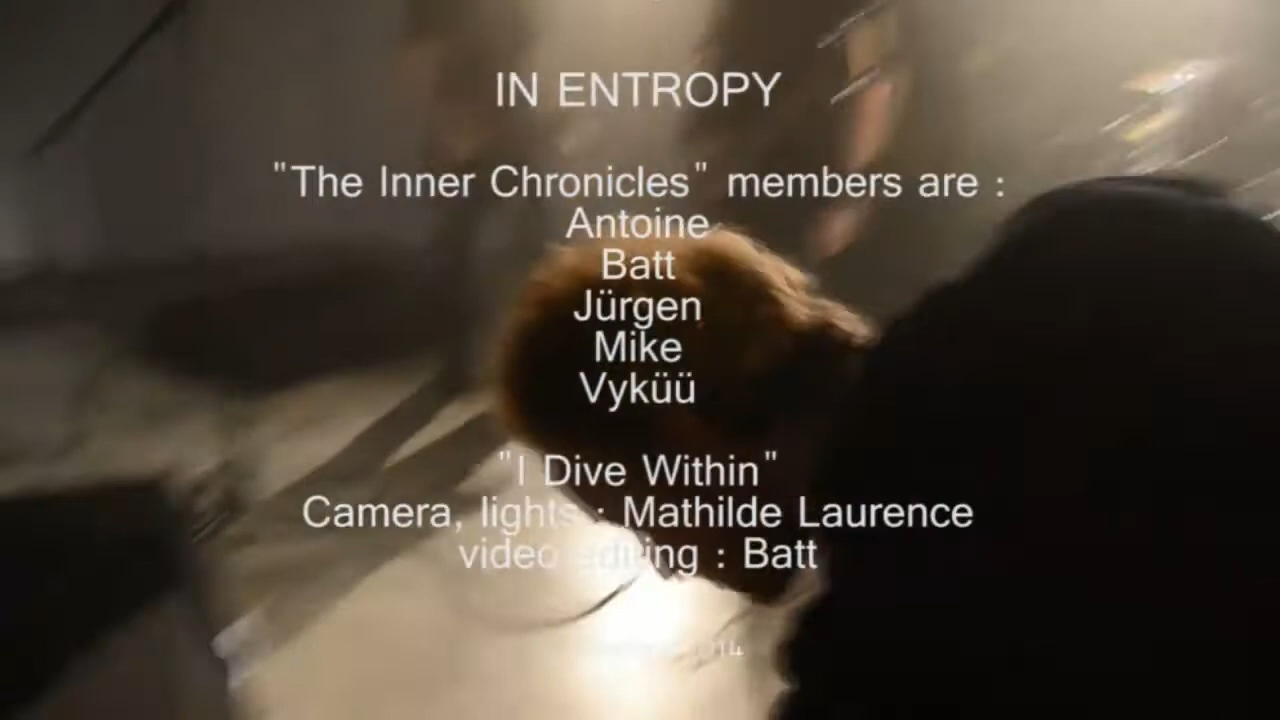 IN ENTROPY
"The Inner Chronicles" members are :
Antoine
Batt
Jürgen
Mike
Vyküü
"I Dive Within"
Camera, lights : Mathilde Laurence
video editing : Batt